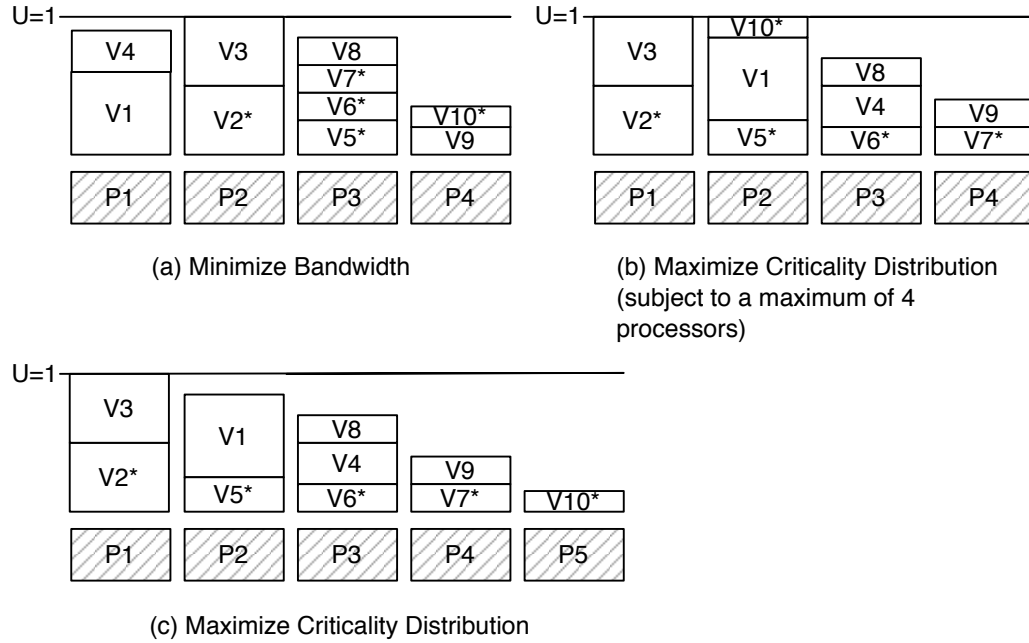 U=1
V4
V1
V3
V2*
V8
V7*
V6*
V5*
V10*
V9
P1
P2
P3
P4
(a) Minimize Bandwidth
V3
V2*
V10*
V1
V5*
V8
V4
V6*
V9
V7*
P1
P2
P3
P4
(b) Maximize Criticality Distribution
(subject to a maximum of 4
processors)
U=1
V3
V2*
V1
V5*
V8
V4
V6*
V9
V7*
V10*
P1
P2
P3
P4
P5
(c) Maximize Criticality Distribution